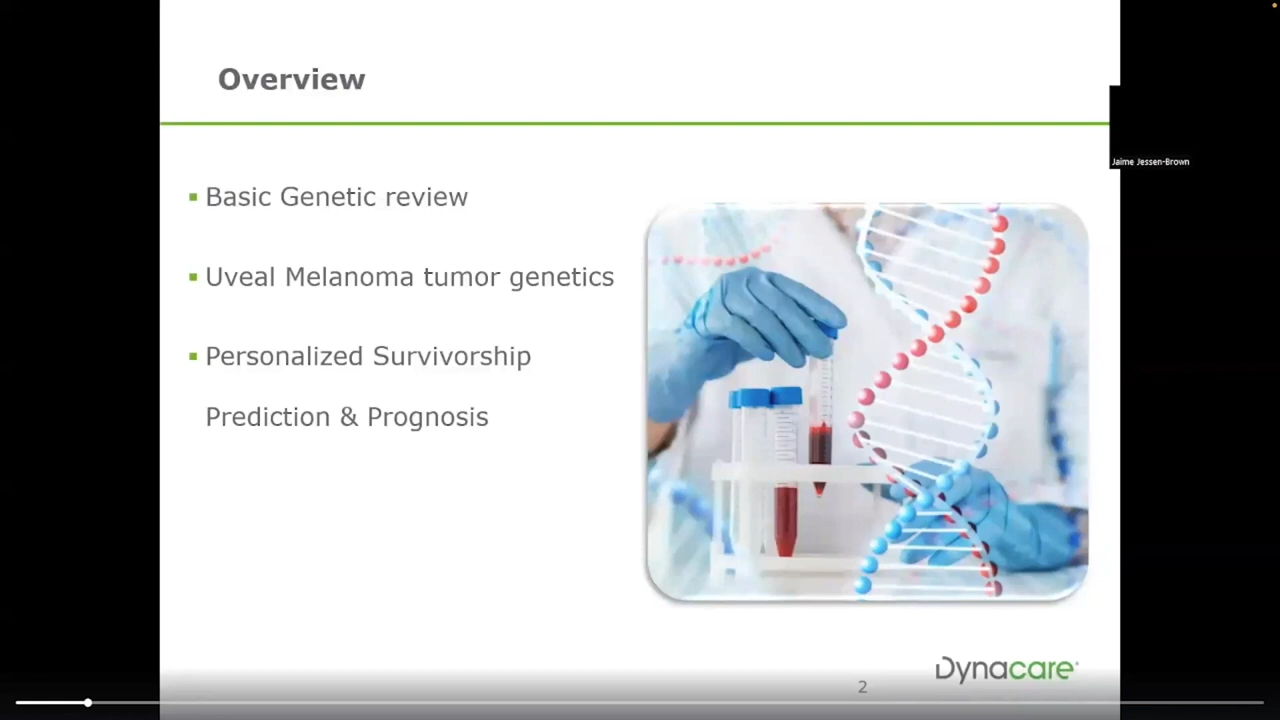 Overview
Jaime Jessen-Brown
Basic Genetic review
Uveal Melanoma tumor genetics
Personalized Survivorship
Prediction & Prognosis
2
Dynacare